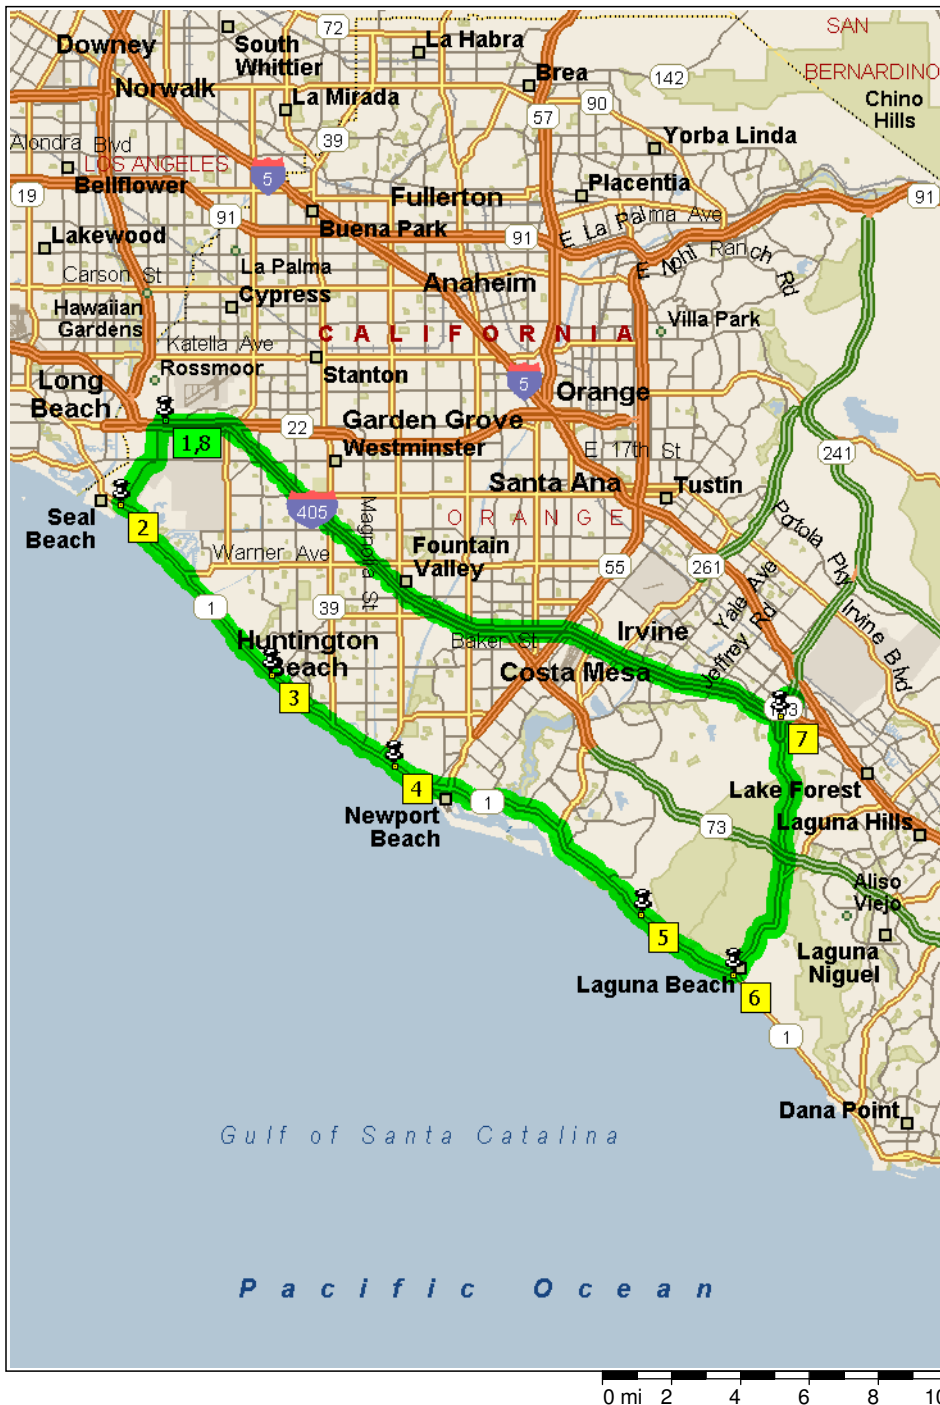 72
SAN
Downey
South
Whittier
La Habra
BERNARDINO
Brea
142
Norwalk
La Mirada
90
Chino
Hills
57
Alondra Blvd
39
Yorba Linda
LOS ANGELES
5
Bellflower
Placentia
19
Fullerton
91
91
E La Palma Ave
Lakewood
Buena Park
91
La Palma
Carson St
Anaheim
Cypress
Hawaiian
Gardens
Villa Park
CALIFORNIA
Katella Ave
Rossmoor
Stanton
5
Long
Beach
Orange
Garden Grove
22
1,8
Westminster
E 17th St
241
Santa Ana
Tustin
405
Seal
Beach
2
Magnolia St
ORANGE
Portola Pky
Warner Ave
Fountain
Valley
55
261
Yale Ave
1
39
Irvine Blvd
Jeffrey Rd
Huntington
Beach
Baker St
Irvine
Costa Mesa
3
7
4
Lake Forest
Newport
Beach
1
73
Laguna Hills
Aliso
Viejo
5
Laguna
Niguel
Laguna Beach
6
1
Dana Point
Gulf of Santa Catalina
Pacific Ocean
0 mi 2 4 6 8 10